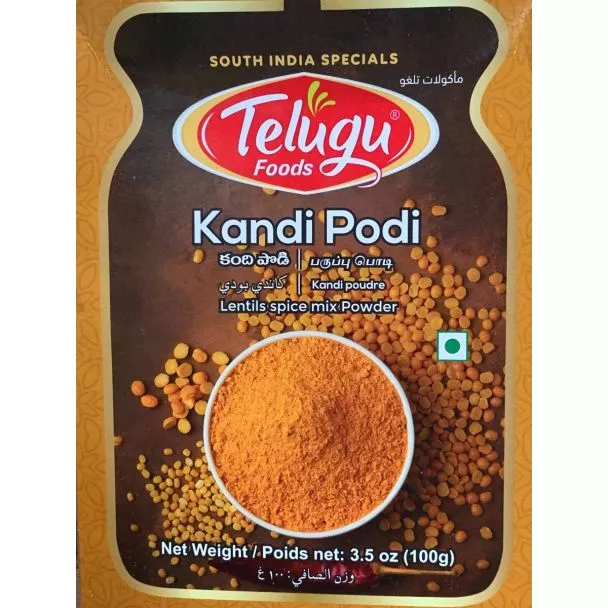 SOUTH INDIA SPECIALS
مأكولات تلغو
Telugu®
Foods
Kandi Podi
కంది పొడి | பருப்பு பொடி
كاندي بودي | Kandi poudre
Lentils spice mix Powder
Net Weight / Poids net: 3.5 oz (100g)
وزن الصافي: ١٠٠ غ